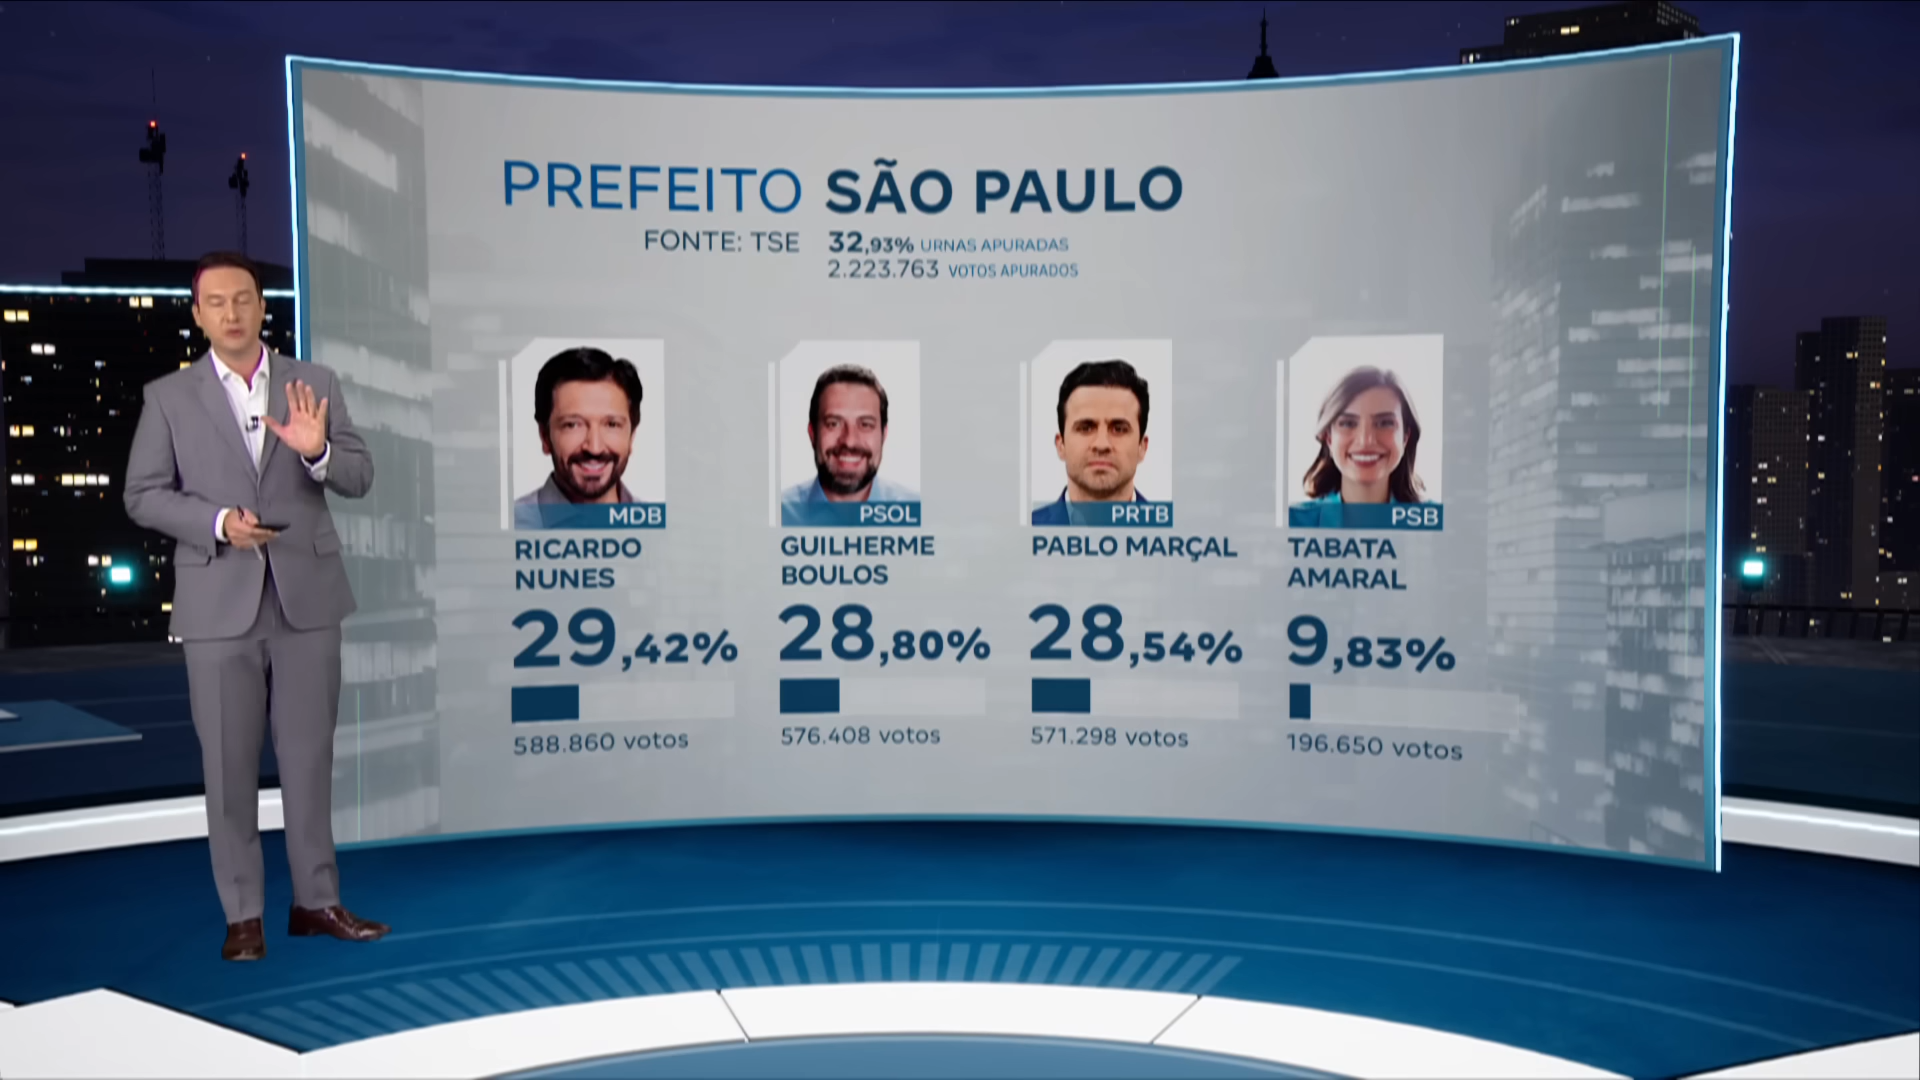 PREFEITO SÃO PAULO
FONTE: TSE 32,93% URNAS APURADAS
2.223.763 VOTOS APURADOS
MDB
RICARDO
NUNES
29,42%
588.860 votos
PSOL
GUILHERME
BOULOS
28,80%
576.408 votos
PRTB
PABLO MARÇAL
28,54%
571.298 votos
PSB
TABATA
AMARAL
9,83%
196.650 votos